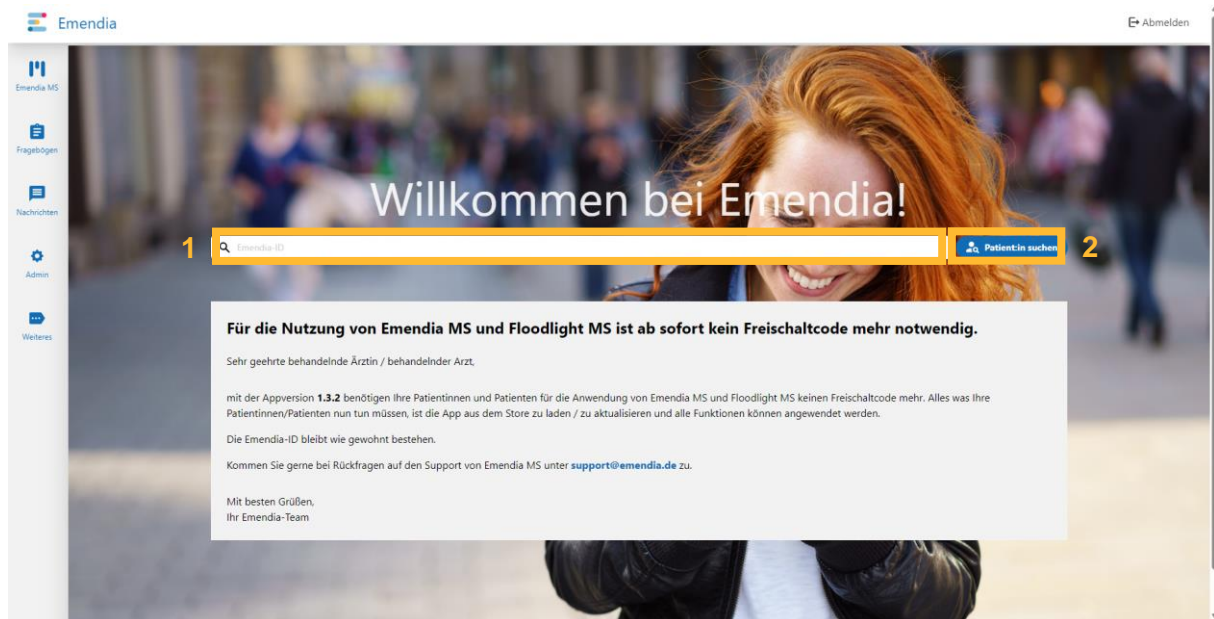 Emendia
Abmelden
Emendia MS
Fragebögen
Nachrichten
Admin
Weiteres
Willkommen bei Emendia!
1
Emendia-ID
Patient:in suchen
2
Für die Nutzung von Emendia MS und Floodlight MS ist ab sofort kein Freischaltcode mehr notwendig.
Sehr geehrte behandelnde Ärztin / behandelnder Arzt,
mit der Appversion 1.3.2 benötigen Ihre Patientinnen und Patienten für die Anwendung von Emendia MS und Floodlight MS keinen Freischaltcode mehr. Alles was Ihre
Patientinnen/Patienten nun tun müssen, ist die App aus dem Store zu laden / zu aktualisieren und alle Funktionen können angewendet werden.
Die Emendia-ID bleibt wie gewohnt bestehen.
Kommen Sie gerne bei Rückfragen auf den Support von Emendia MS unter support@emendia.de zu.
Mit besten Grüßen,
Ihr Emendia-Team